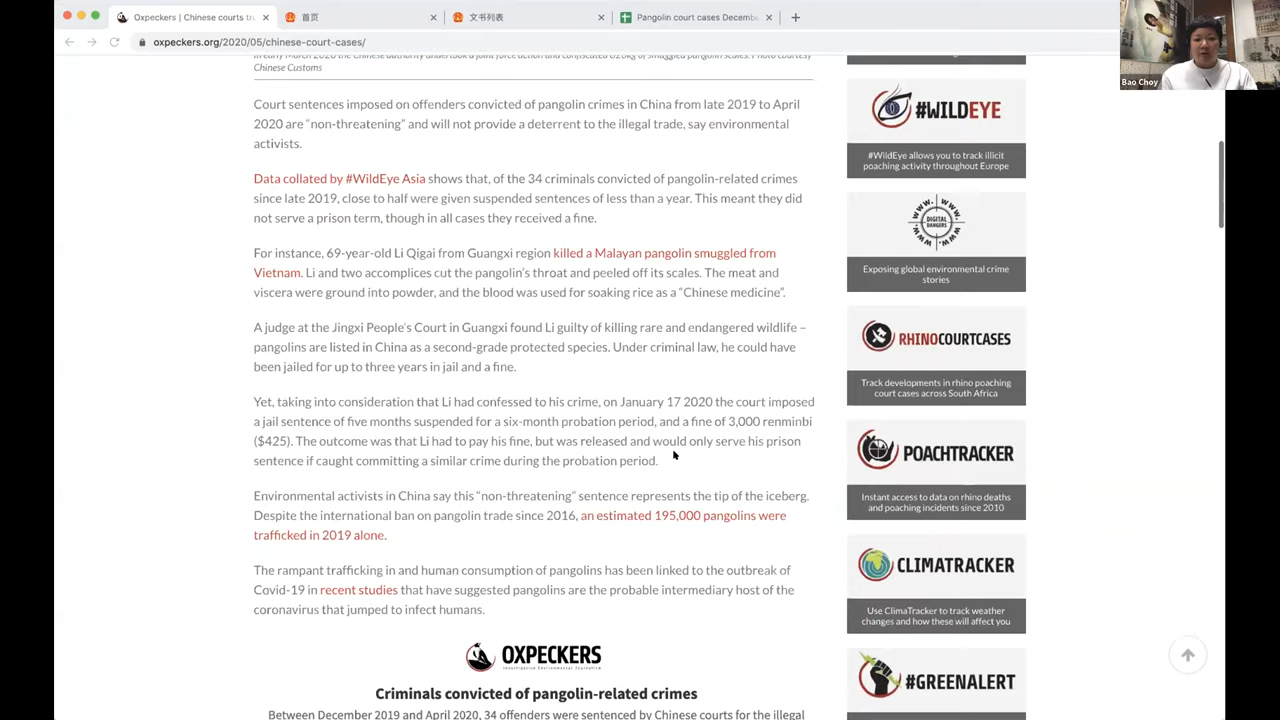 Oxpeckers | Chinese courts tr
首页
文书列表
Pangolin court cases Decemb
oxpeckers.org/2020/05/chinese-court-cases/
Bao Choy
Chinese Customs
Court sentences imposed on offenders convicted of pangolin crimes in China from late 2019 to April
2020 are “non-threatening” and will not provide a deterrent to the illegal trade, say environmental
activists.
Data collated by #WildEye Asia shows that, of the 34 criminals convicted of pangolin-related crimes
since late 2019, close to half were given suspended sentences of less than a year. This meant they did
not serve a prison term, though in all cases they received a fine.
For instance, 69-year-old Li Qigai from Guangxi region killed a Malayan pangolin smuggled from
Vietnam. Li and two accomplices cut the pangolin’s throat and peeled off its scales. The meat and
viscera were ground into powder, and the blood was used for soaking rice as a “Chinese medicine”.
A judge at the Jingxi People’s Court in Guangxi found Li guilty of killing rare and endangered wildlife –
pangolins are listed in China as a second-grade protected species. Under criminal law, he could have
been jailed for up to three years in jail and a fine.
Yet, taking into consideration that Li had confessed to his crime, on January 17 2020 the court imposed
a jail sentence of five months suspended for a six-month probation period, and a fine of 3,000 renminbi
($425). The outcome was that Li had to pay his fine, but was released and would only serve his prison
sentence if caught committing a similar crime during the probation period.
Environmental activists in China say this “non-threatening” sentence represents the tip of the iceberg.
Despite the international ban on pangolin trade since 2016, an estimated 195,000 pangolins were
trafficked in 2019 alone.
The rampant trafficking in and human consumption of pangolins has been linked to the outbreak of
Covid-19 in recent studies that have suggested pangolins are the probable intermediary host of the
coronavirus that jumped to infect humans.
OXPECKERS
Criminals convicted of pangolin-related crimes
Between December 2019 and April 2020, 34 offenders were sentenced by Chinese courts for the illegal
#WILDEYE
#WildEye allows you to track illicit
poaching activity throughout Europe
DIGITAL
DANGERS
Exposing global environmental crime
stories
RHINOCOURTCASES
Track developments in rhino poaching
court cases across South Africa
POACHTRACKER
Instant access to data on rhino deaths
and poaching incidents since 2010
CLIMATRACKER
Use ClimaTracker to track weather
changes and how these will affect you
#GREENALERT